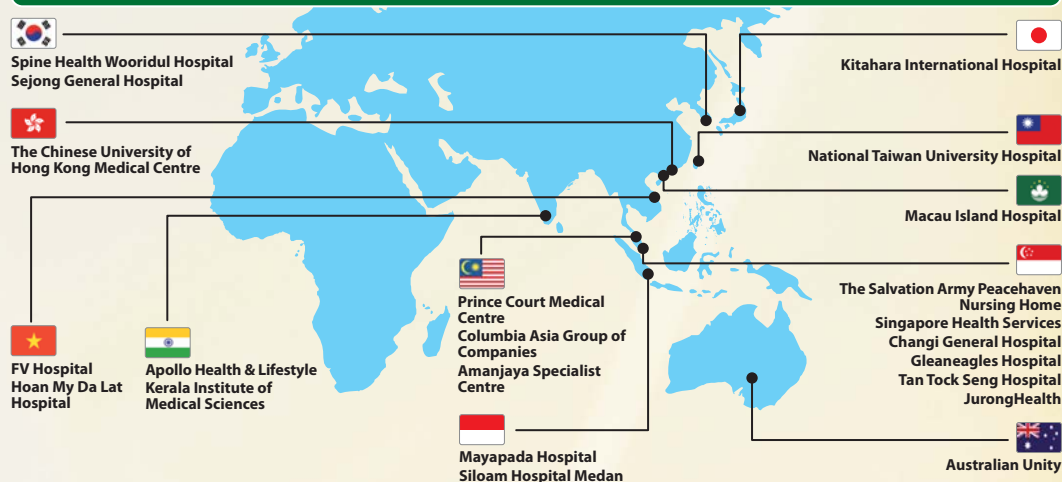 Spine Health Wooridul Hospital
Sejong General Hospital
The Chinese University of
Hong Kong Medical Centre
FV Hospital
Hoan My Da Lat
Hospital
Apollo Health & Lifestyle
Kerala Institute of
Medical Sciences
Prince Court Medical
Centre
Columbia Asia Group of
Companies
Amanjaya Specialist
Centre
Mayapada Hospital
Siloam Hospital Medan
Kitahara International Hospital
National Taiwan University Hospital
Macau Island Hospital
The Salvation Army Peacehaven
Nursing Home
Singapore Health Services
Changi General Hospital
Gleaneagles Hospital
Tan Tock Seng Hospital
JurongHealth
Australian Unity